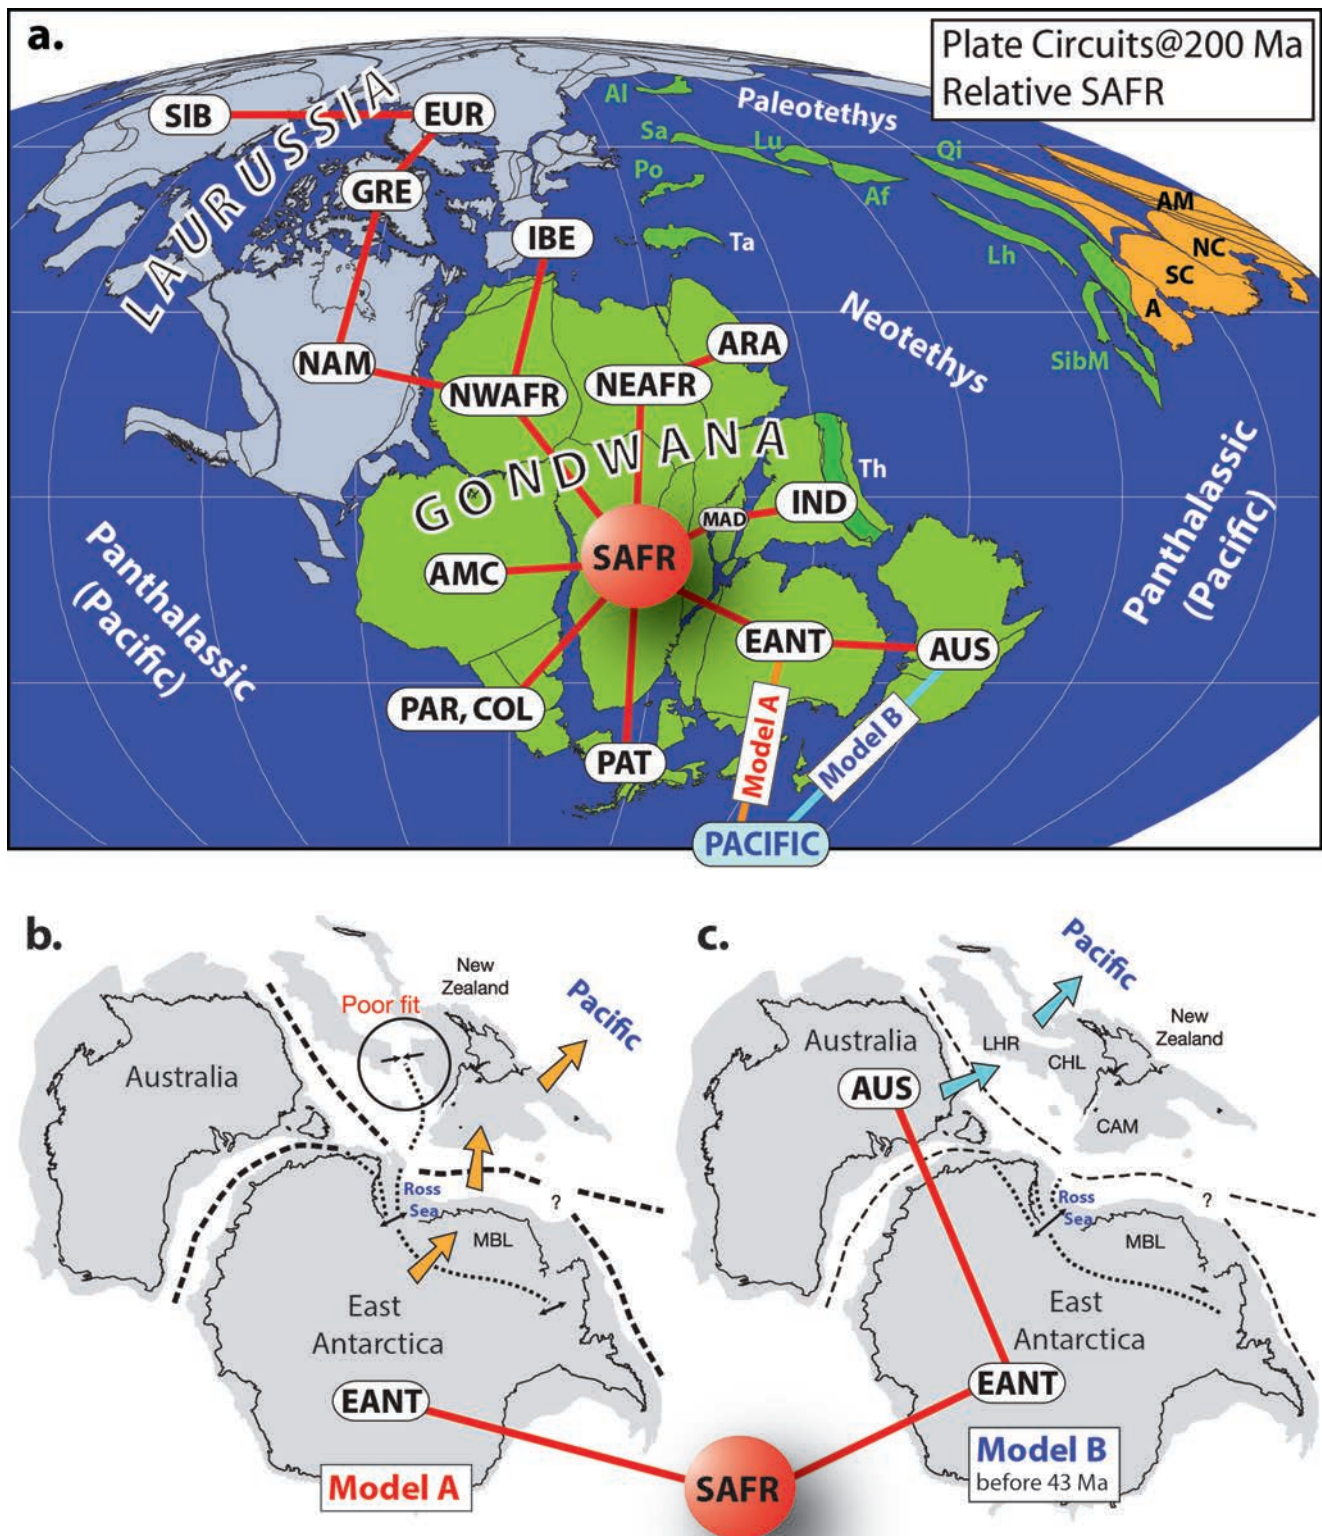 a.
Plate Circuits@200 Ma
Relative SAFR
SIB
EUR
LAURUSSIA
GRE
NAM
IBE
Al
Paleotethys
Sa
Lu
Po
Af
Qi
Ta
Lh
AM
NC
SC
A
SibM
Neotethys
ARA
NWAFR
NEAFR
GONDWANA
Th
MAD
IND
SAFR
AMC
Panthalassic
(Pacific)
Panthalassic
(Pacific)
EANT
AUS
PAR, COL
PAT
Model A
Model B
PACIFIC
b.
New
Zealand
Poor fit
Pacific
Australia
Ross
Sea
?
MBL
East
Antarctica
EANT
Model A
c.
Pacific
New
Zealand
Australia
LHR
CHL
AUS
CAM
Ross
Sea
?
MBL
East
Antarctica
EANT
Model B
before 43 Ma
SAFR